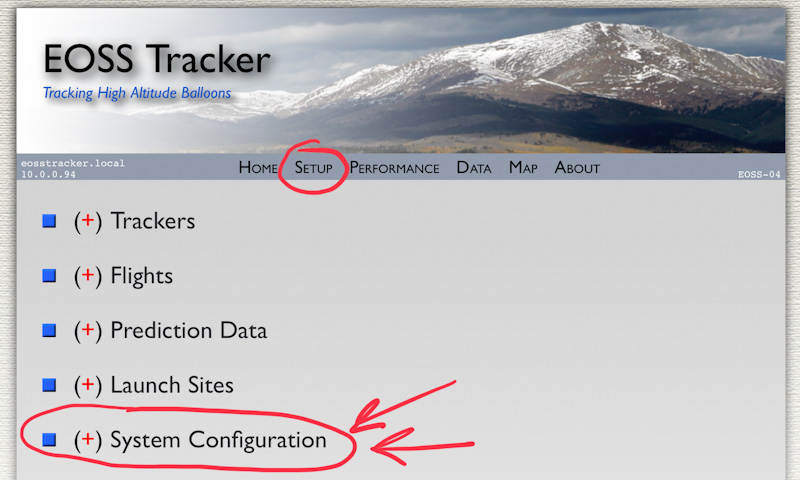 EOSS Tracker
Tracking High Altitude Balloons
eosstracker.local
10.0.0.94
Home Setup Performance Data Map About
EOSS-04
(+) Trackers
(+) Flights
(+) Prediction Data
(+) Launch Sites
(+) System Configuration